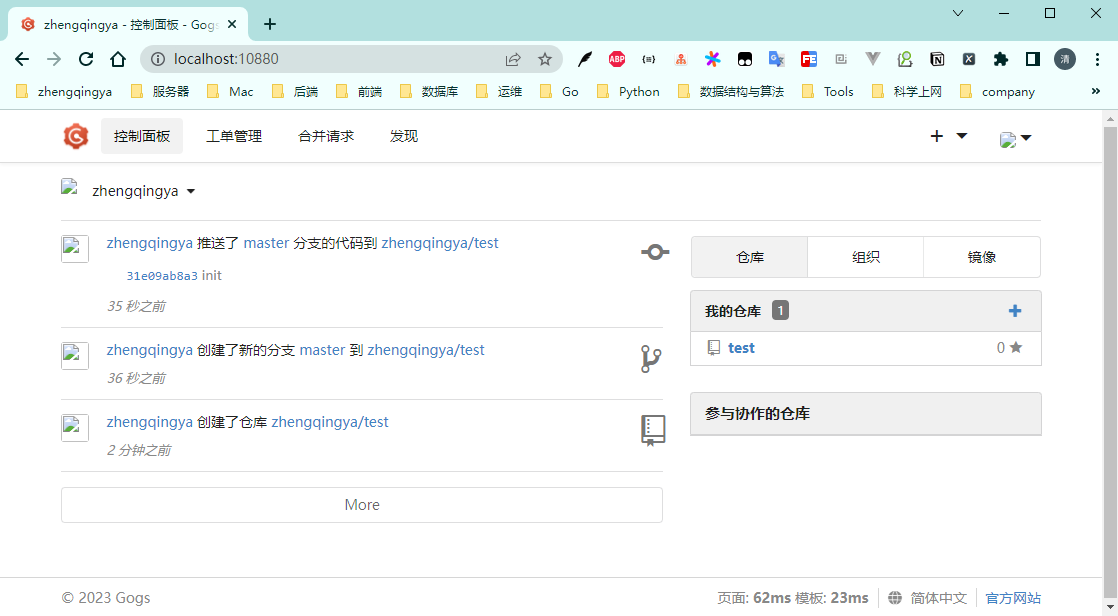 zhengqingya - 控制面板 - Gogs
localhost:10880
ABP
FE
清
zhengqingya 服务器 Mac 后端 前端 数据库 运维 Go Python 数据结构与算法 Tools 科学上网 company »
控制面板 工单管理 合并请求 发现
zhengqingya
zhengqingya 推送了 master 分支的代码到 zhengqingya/test
31e09ab8a3 init
35 秒之前
zhengqingya 创建了新的分支 master 到 zhengqingya/test
36 秒之前
zhengqingya 创建了仓库 zhengqingya/test
2 分钟之前
More
仓库 组织 镜像
我的仓库 1
test 0
参与协作的仓库
© 2023 Gogs
页面: 62ms 模板: 23ms 简体中文 官方网站